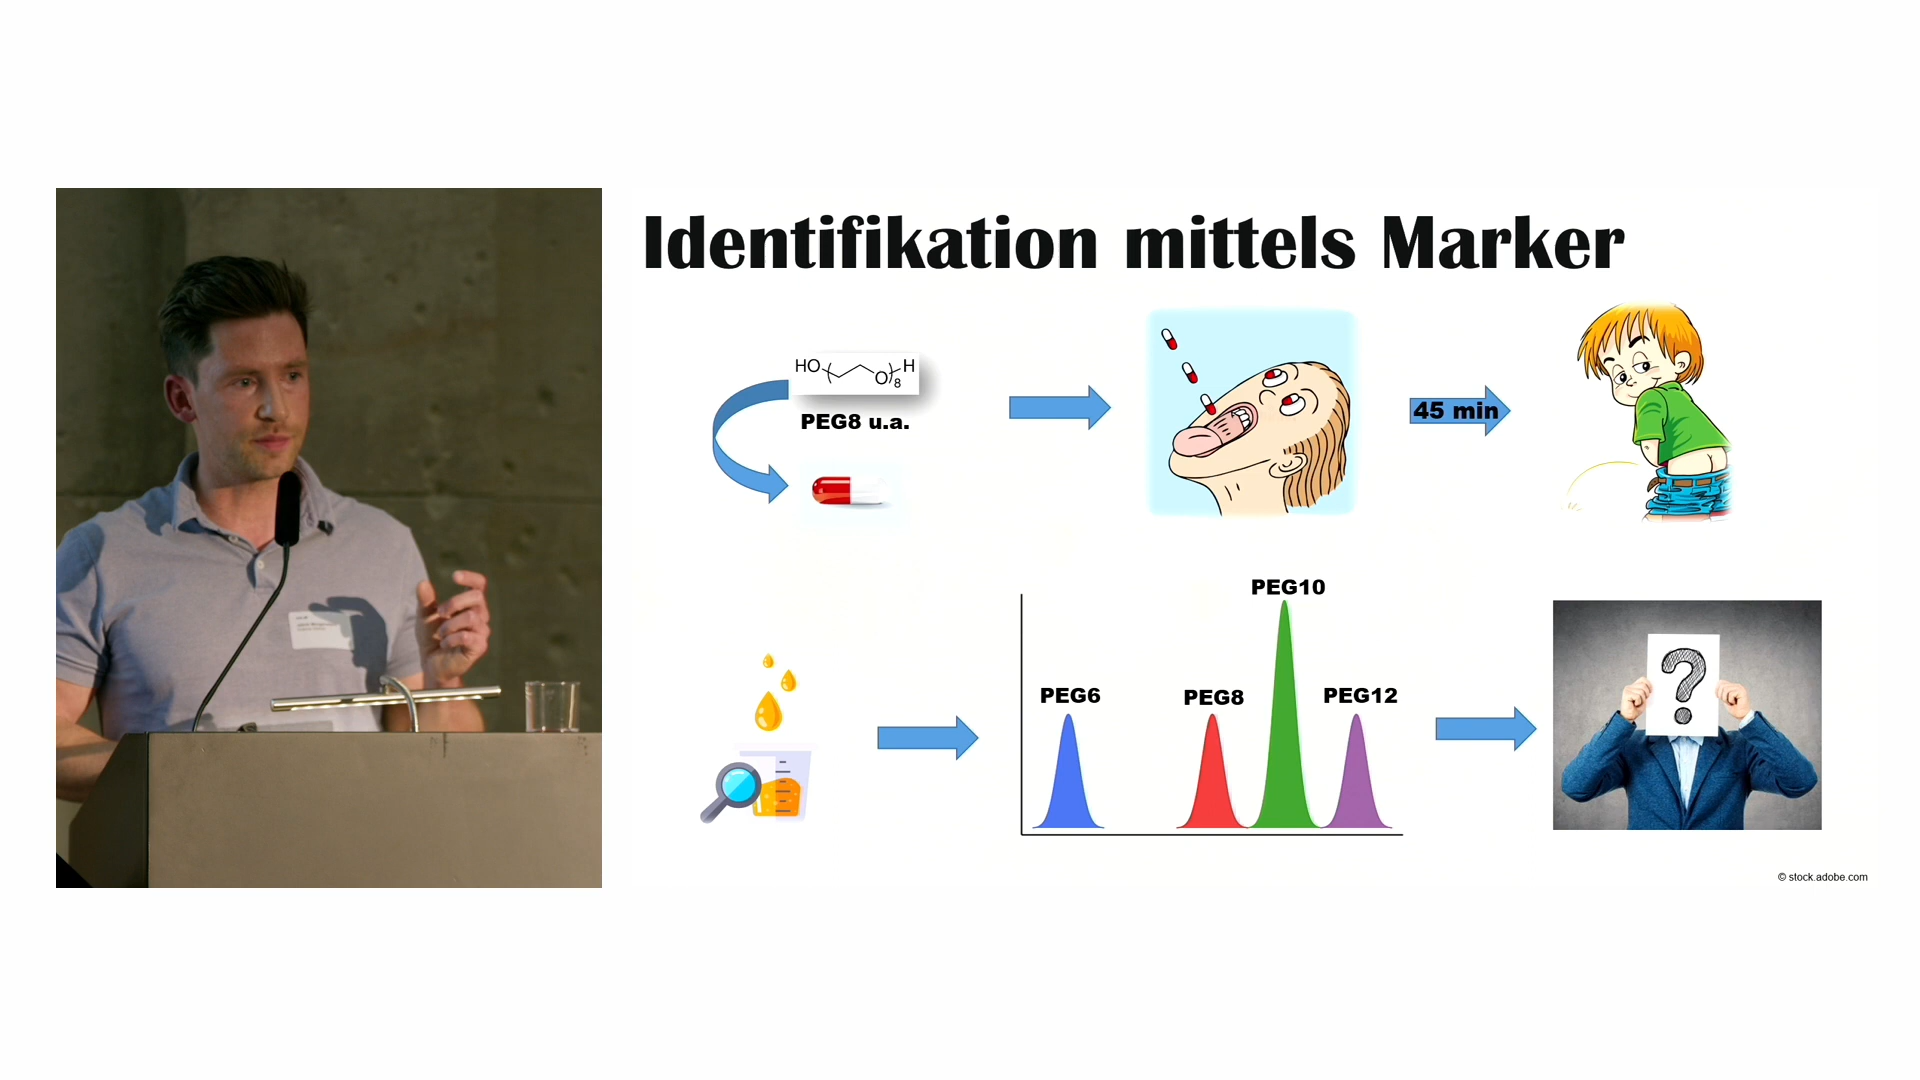 Identifikation mittels Marker
HO
O
8
H
PEG8 u.a.
45 min
PEG6
PEG8
PEG10
PEG12
?
© stock.adobe.com